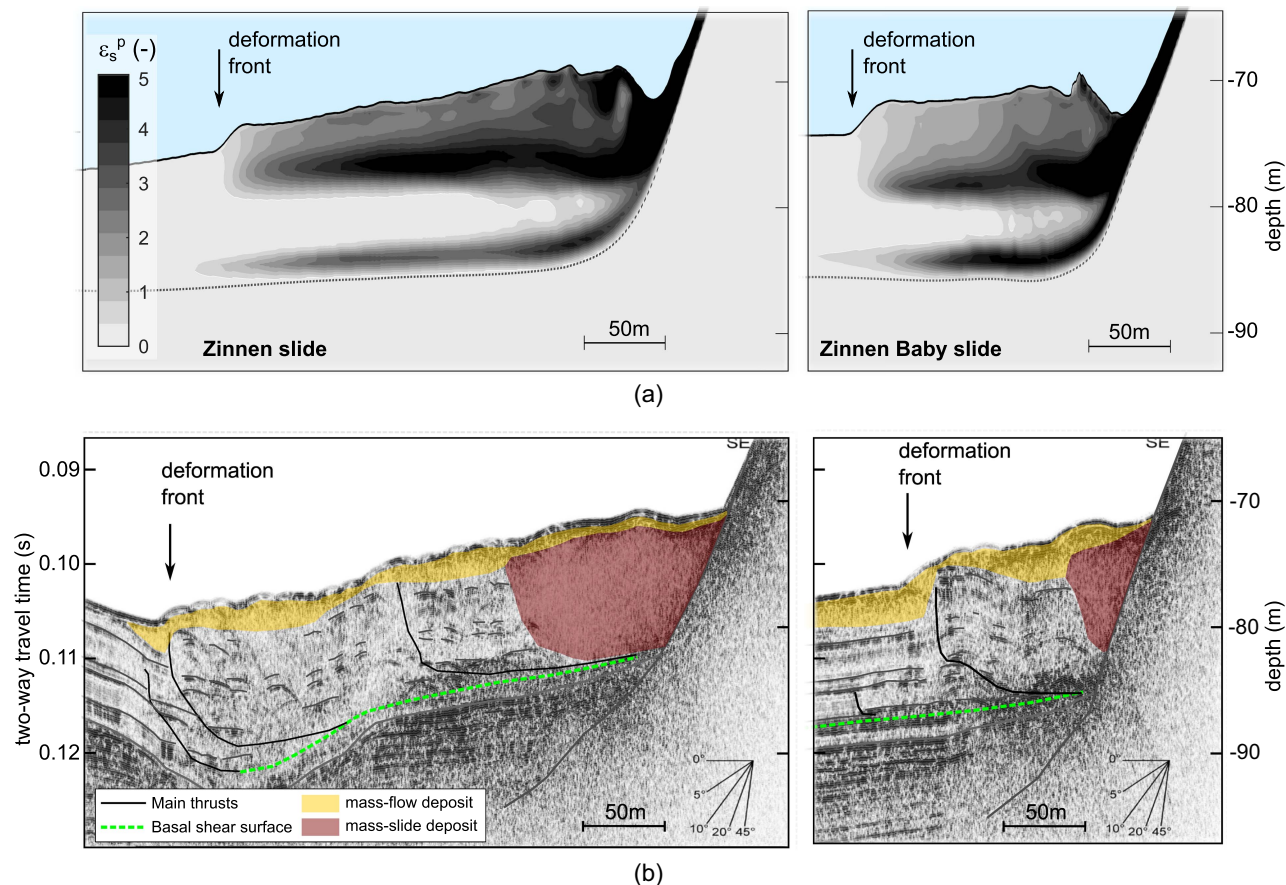 εₛᵖ (-)
5
4
3
2
1
0
deformation
front
Zinnen slide
50m
deformation
front
Zinnen Baby slide
50m
-70
-80
-90
depth (m)
(a)
two-way travel time (s)
0.09
0.10
0.11
0.12
deformation
front
SE
Main thrusts
Basal shear surface
mass-flow deposit
mass-slide deposit
50m
0°
5°
10° 20° 45°
deformation
front
SE
50m
0°
5°
10° 20° 45°
-70
-80
-90
depth (m)
(b)